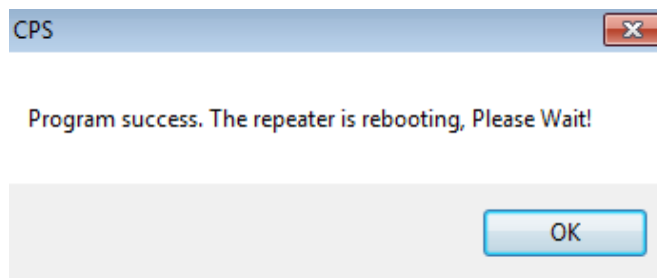 CPS
Program success. The repeater is rebooting, Please Wait!
OK